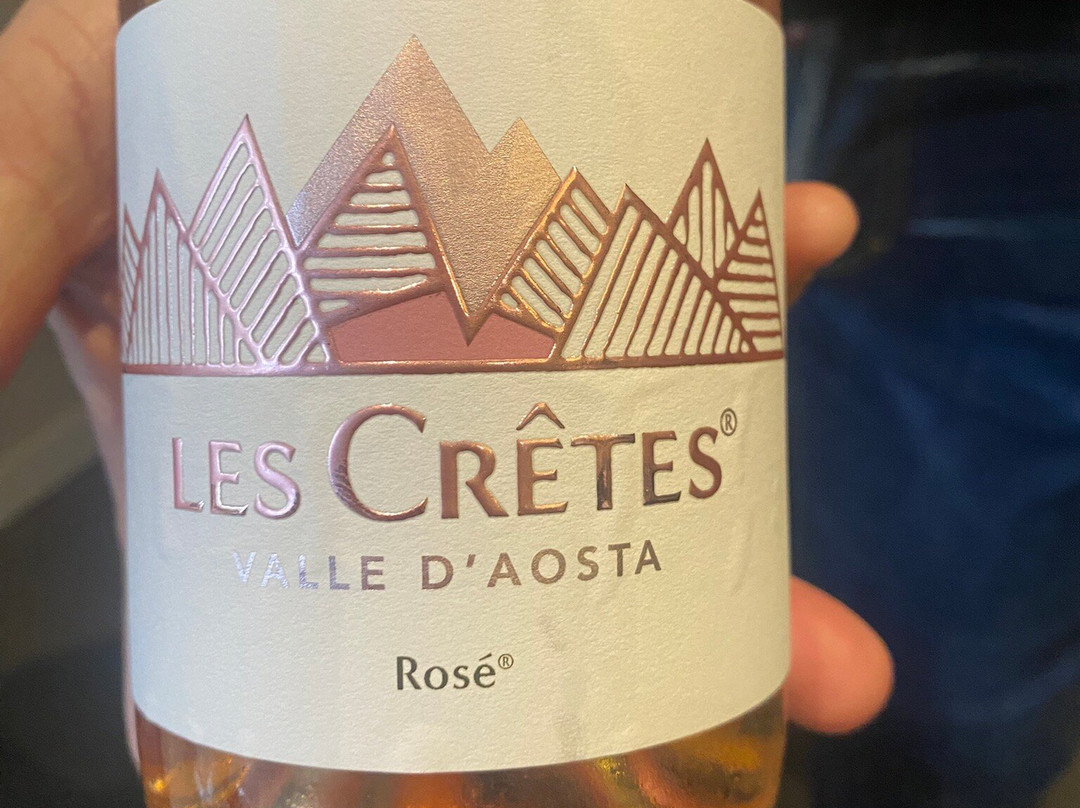 LES CRÊTES®
VALLE D'AOSTA
Rosé®